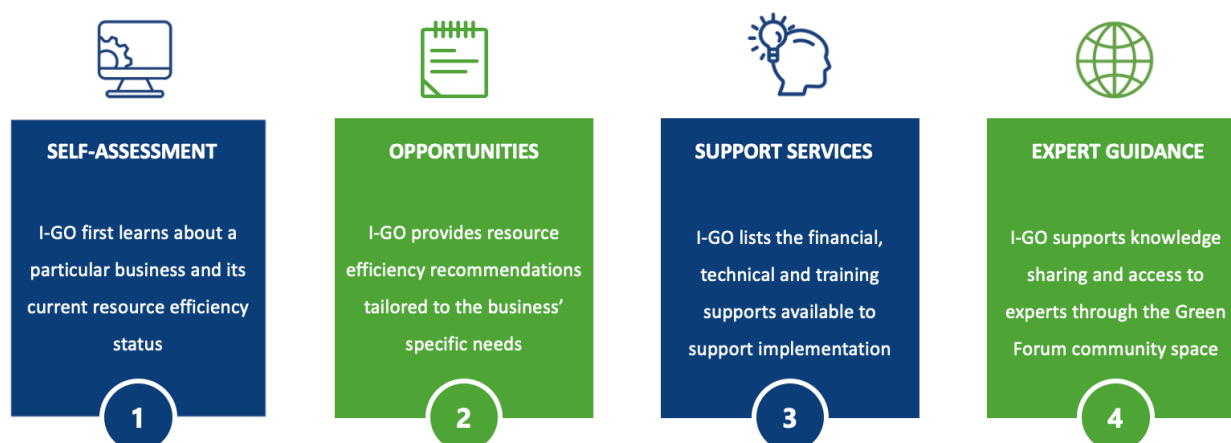 SELF-ASSESSMENT
I-GO first learns about a
particular business and its
current resource efficiency
status
1
OPPORTUNITIES
I-GO provides resource
efficiency recommendations
tailored to the business’
specific needs
2
SUPPORT SERVICES
I-GO lists the financial,
technical and training
supports available to
support implementation
3
EXPERT GUIDANCE
I-GO supports knowledge
sharing and access to
experts through the Green
Forum community space
4